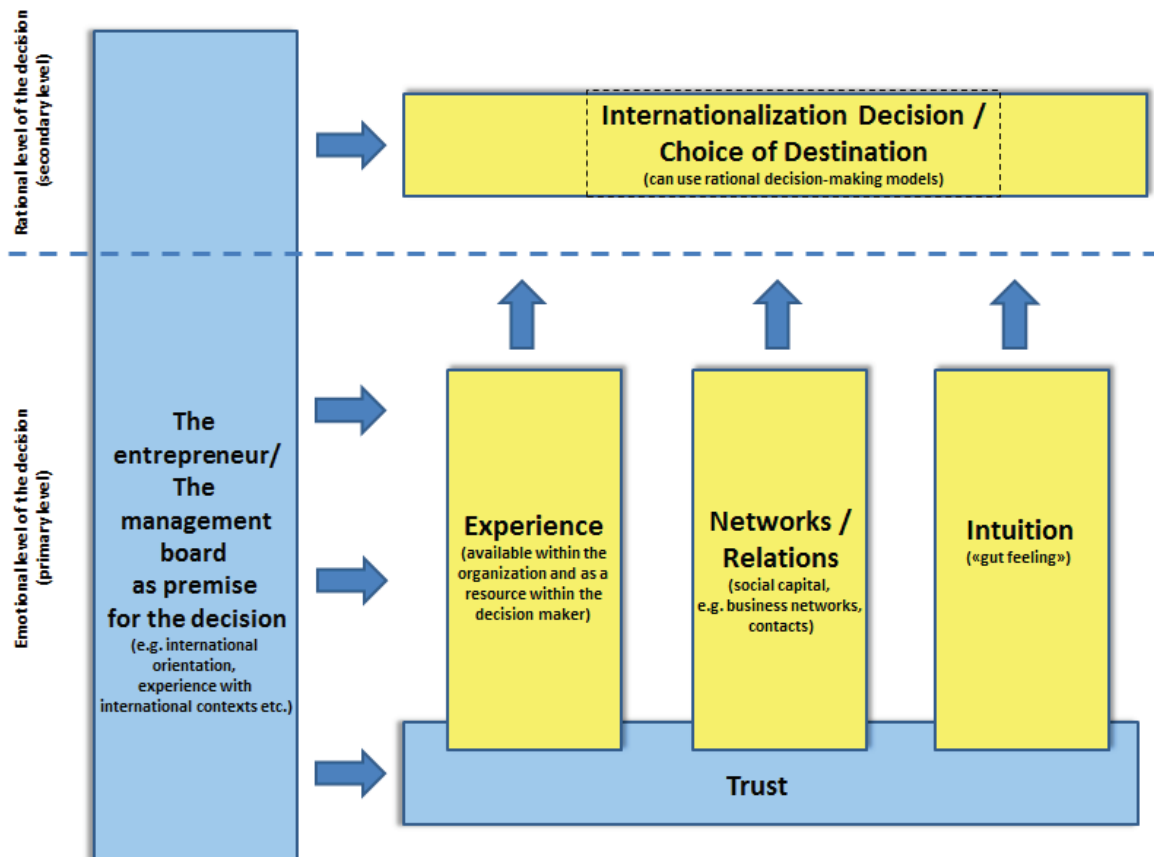 Rational level of the decision
(secondary level)
Internationalization Decision /
Choice of Destination
(can use rational decision-making models)
Emotional level of the decision
(primary level)
The
entrepreneur/
The
management
board
as premise
for the decision
(e.g. international
orientation,
experience with
international contexts etc.)
Experience
(available within the
organization and as a
resource within the
decision maker)
Networks /
Relations
(social capital,
e.g. business networks,
contacts)
Intuition
(«gut feeling»)
Trust